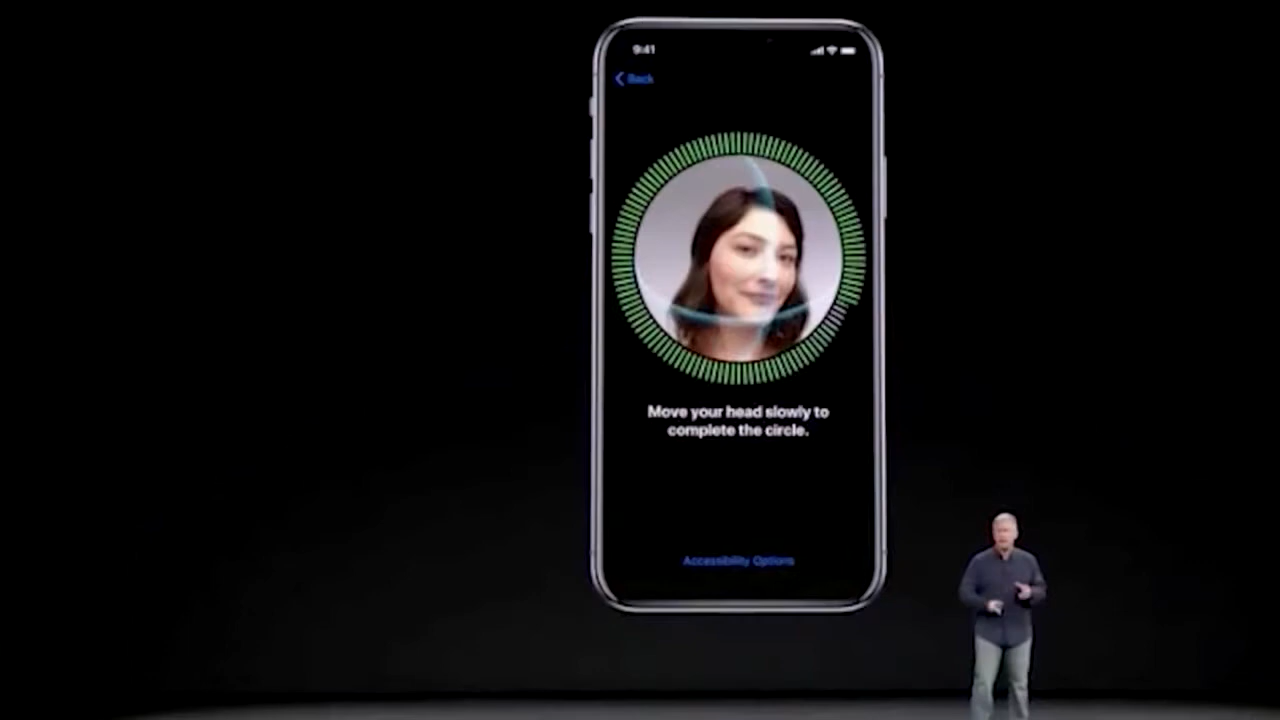 9:41
Back
Move your head slowly to
complete the circle.
Accessibility Options